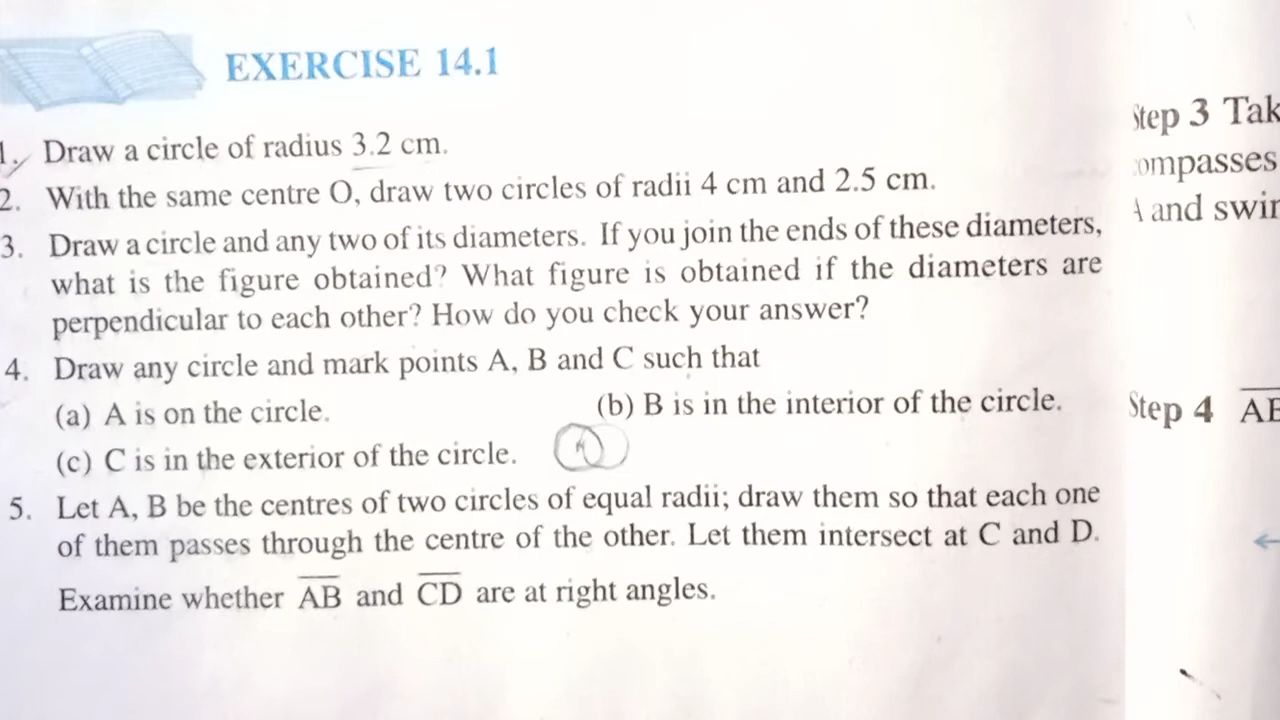 EXERCISE 14.1
1. Draw a circle of radius 3.2 cm.
2. With the same centre O, draw two circles of radii 4 cm and 2.5 cm.
3. Draw a circle and any two of its diameters. If you join the ends of these diameters,
what is the figure obtained? What figure is obtained if the diameters are
perpendicular to each other? How do you check your answer?
4. Draw any circle and mark points A, B and C such that
(a) A is on the circle. (b) B is in the interior of the circle.
(c) C is in the exterior of the circle.
5. Let A, B be the centres of two circles of equal radii; draw them so that each one
of them passes through the centre of the other. Let them intersect at C and D.
Examine whether A̅B̅ and C̅D̅ are at right angles.
Step 3 Tak
ompasses
A and swin
Step 4